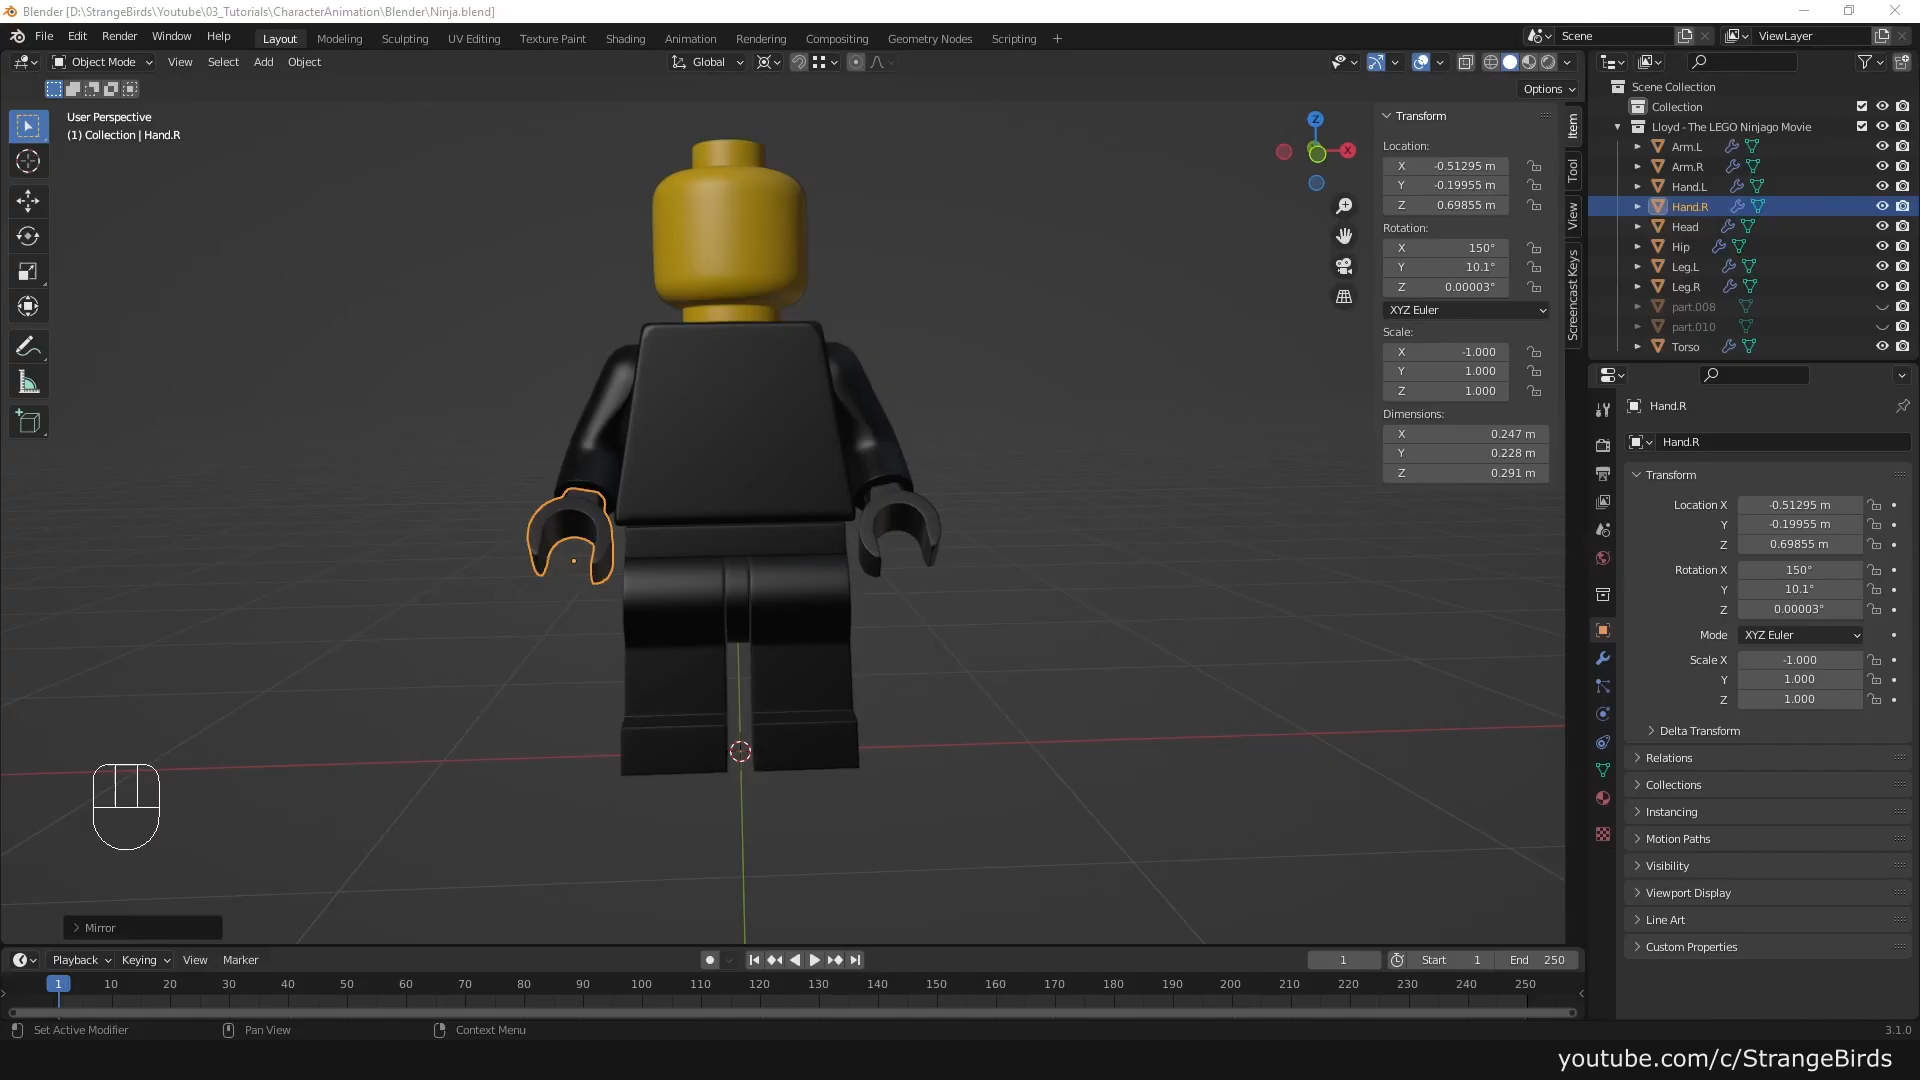 Blender [D:\StrangeBirds\Youtube\03_Tutorials\CharacterAnimation\Blender\Ninja.blend]
File Edit Render Window Help Layout Modeling Sculpting UV Editing Texture Paint Shading Animation Rendering Compositing Geometry Nodes Scripting + Scene ViewLayer
Object Mode View Select Add Object Global
Options
User Perspective
(1) Collection | Hand.R
Z
X
Item
Tool
View
Screencast Keys
Transform
Location:
X -0.51295 m
Y -0.19955 m
Z 0.69855 m
Rotation:
X 150°
Y 10.1°
Z 0.00003°
XYZ Euler
Scale:
X -1.000
Y 1.000
Z 1.000
Dimensions:
X 0.247 m
Y 0.228 m
Z 0.291 m
Scene Collection
Collection
Lloyd - The LEGO Ninjago Movie
Arm.L
Arm.R
Hand.L
Hand.R
Head
Hip
Leg.L
Leg.R
part.008
part.010
Torso
Hand.R
Hand.R
Transform
Location X -0.51295 m
Y -0.19955 m
Z 0.69855 m
Rotation X 150°
Y 10.1°
Z 0.00003°
Mode XYZ Euler
Scale X -1.000
Y 1.000
Z 1.000
Delta Transform
Relations
Collections
Instancing
Motion Paths
Visibility
Viewport Display
Line Art
Custom Properties
Mirror
Playback Keying View Marker 1 Start 1 End 250
1 10 20 30 40 50 60 70 80 90 100 110 120 130 140 150 160 170 180 190 200 210 220 230 240 250
Set Active Modifier Pan View Context Menu 3.1.0
youtube.com/c/StrangeBirds